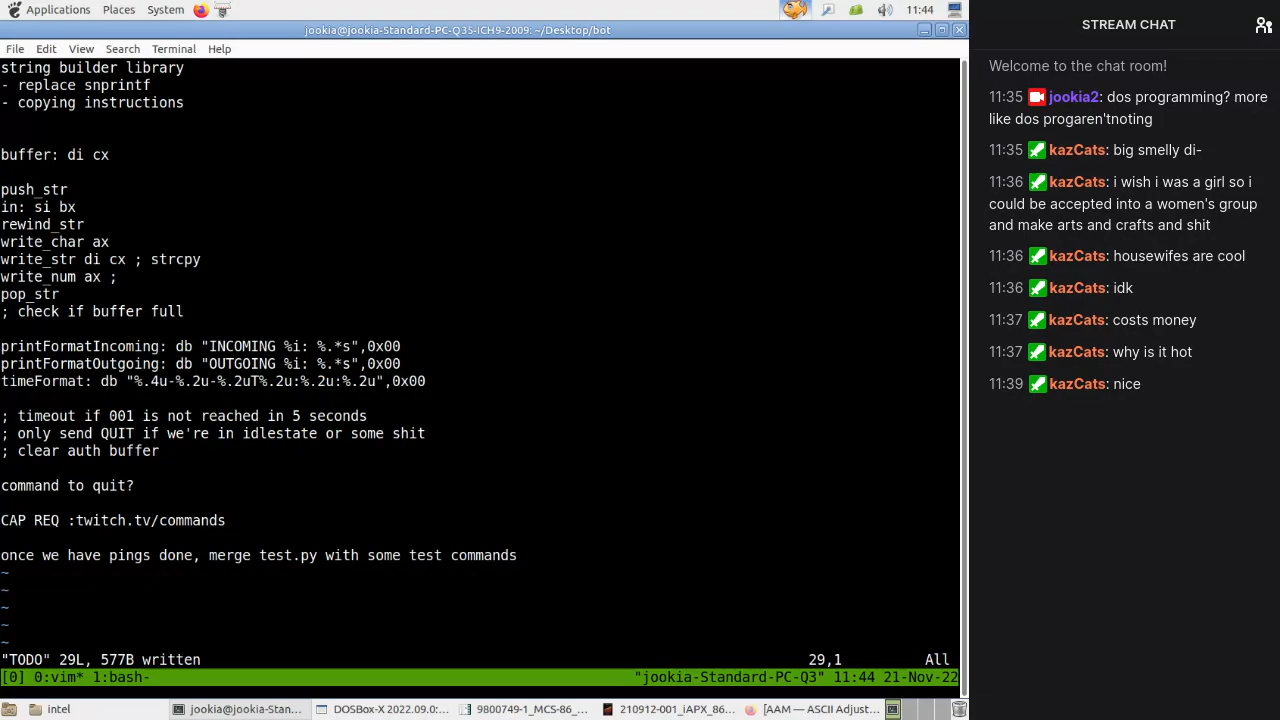 Applications Places System 11:44
jookia@jookia-Standard-PC-Q35-ICH9-2009: ~/Desktop/bot
File Edit View Search Terminal Help
string builder library
- replace snprintf
- copying instructions
buffer: di cx
push_str
in: si bx
rewind_str
write_char ax
write_str di cx ; strcpy
write_num ax ;
pop_str
; check if buffer full
printFormatIncoming: db "INCOMING %i: %.*s",0x00
printFormatOutgoing: db "OUTGOING %i: %.*s",0x00
timeFormat: db "%.4u-%.2u-%.2uT%.2u:%.2u:%.2u",0x00
; timeout if 001 is not reached in 5 seconds
; only send QUIT if we're in idlestate or some shit
; clear auth buffer
command to quit?
CAP REQ :twitch.tv/commands
once we have pings done, merge test.py with some test commands
~
~
~
~
~
"TODO" 29L, 577B written 29,1 All
[0] 0:vim* 1:bash- "jookia-Standard-PC-Q3" 11:44 21-Nov-22
intel jookia@jookia-Stan... DOSBox-X 2022.09.0:... 9800749-1_MCS-86_... 210912-001_iAPX_86... [AAM — ASCII Adjust...
STREAM CHAT
Welcome to the chat room!
11:35 jookia2: dos programming? more
like dos progaren'tnoting
11:35 kazCats: big smelly di-
11:36 kazCats: i wish i was a girl so i
could be accepted into a women's group
and make arts and crafts and shit
11:36 kazCats: housewifes are cool
11:36 kazCats: idk
11:37 kazCats: costs money
11:37 kazCats: why is it hot
11:39 kazCats: nice